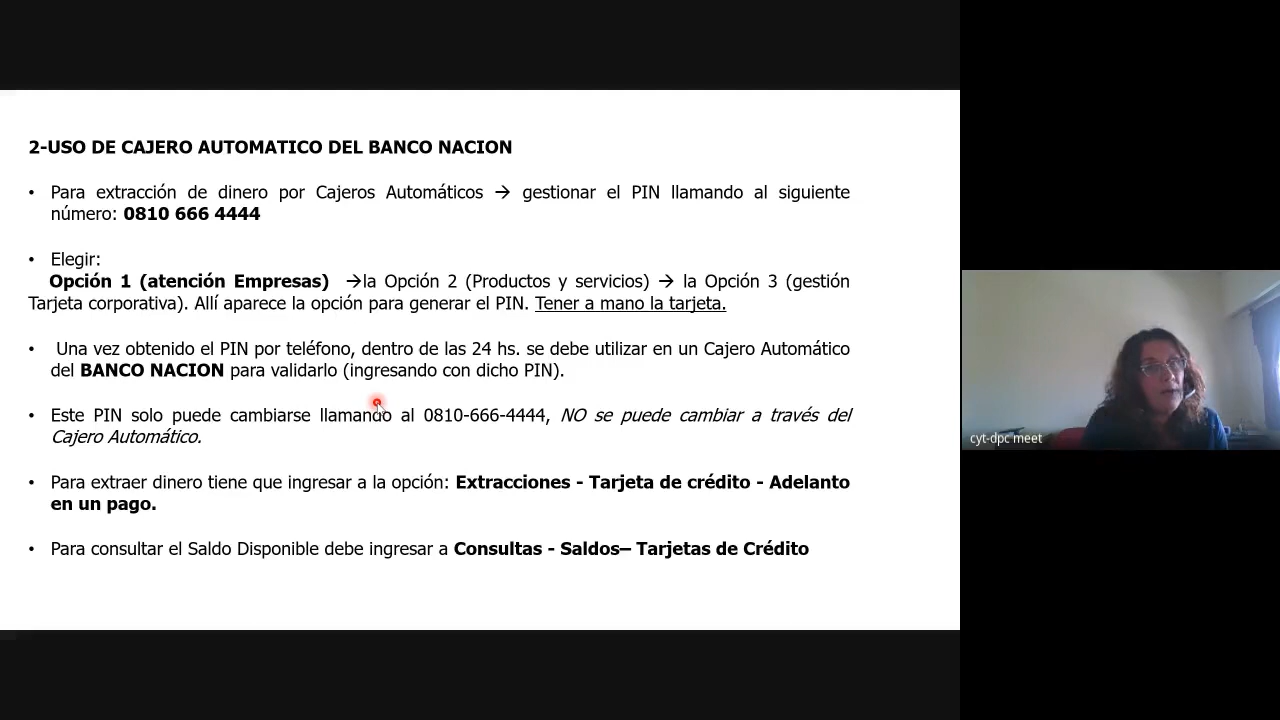 2-USO DE CAJERO AUTOMATICO DEL BANCO NACION
• Para extracción de dinero por Cajeros Automáticos → gestionar el PIN llamando al siguiente
número: 0810 666 4444
• Elegir:
Opción 1 (atención Empresas) →la Opción 2 (Productos y servicios) → la Opción 3 (gestión
Tarjeta corporativa). Allí aparece la opción para generar el PIN. Tener a mano la tarjeta.
• Una vez obtenido el PIN por teléfono, dentro de las 24 hs. se debe utilizar en un Cajero Automático
del BANCO NACION para validarlo (ingresando con dicho PIN).
• Este PIN solo puede cambiarse llamando al 0810-666-4444, NO se puede cambiar a través del
Cajero Automático.
• Para extraer dinero tiene que ingresar a la opción: Extracciones - Tarjeta de crédito - Adelanto
en un pago.
• Para consultar el Saldo Disponible debe ingresar a Consultas - Saldos– Tarjetas de Crédito
cyt-dpc meet